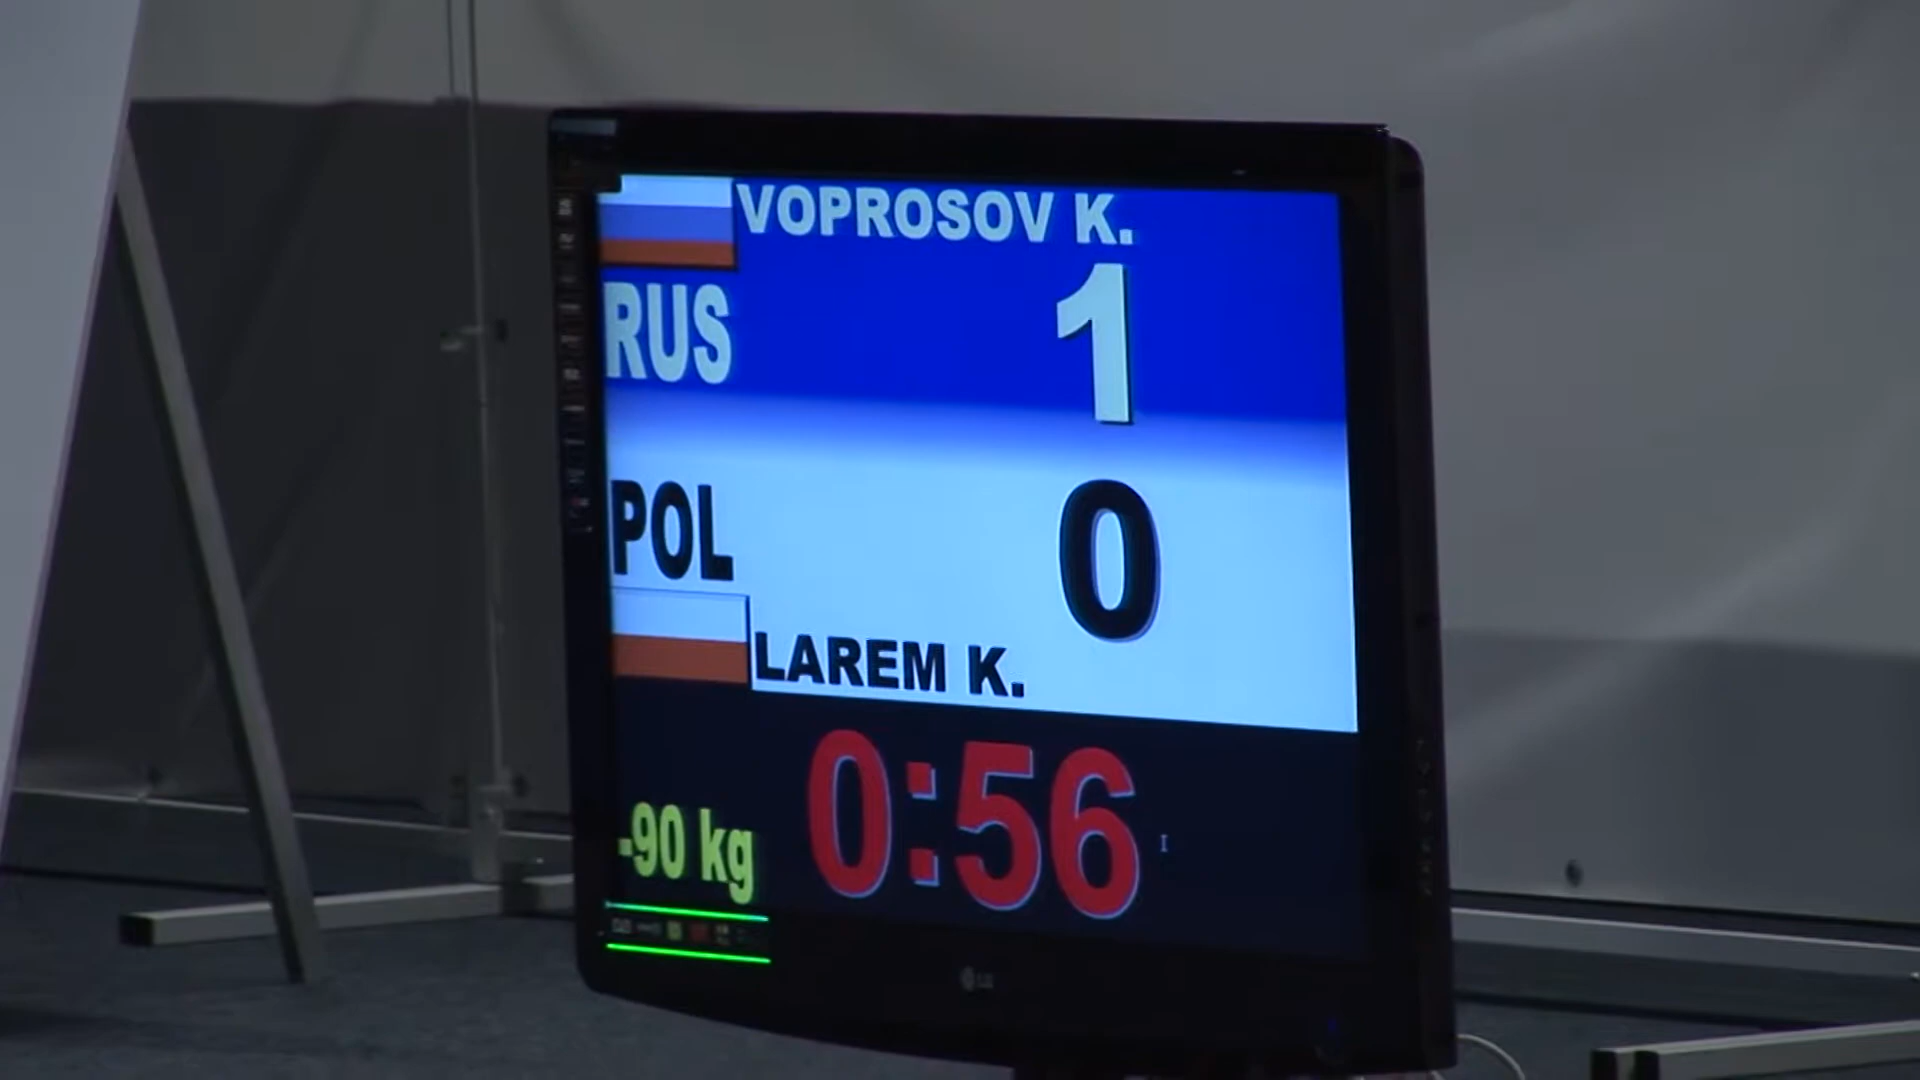 VOPROSOV K.
RUS 1
POL 0
LAREM K.
-90 kg 0:56
LG